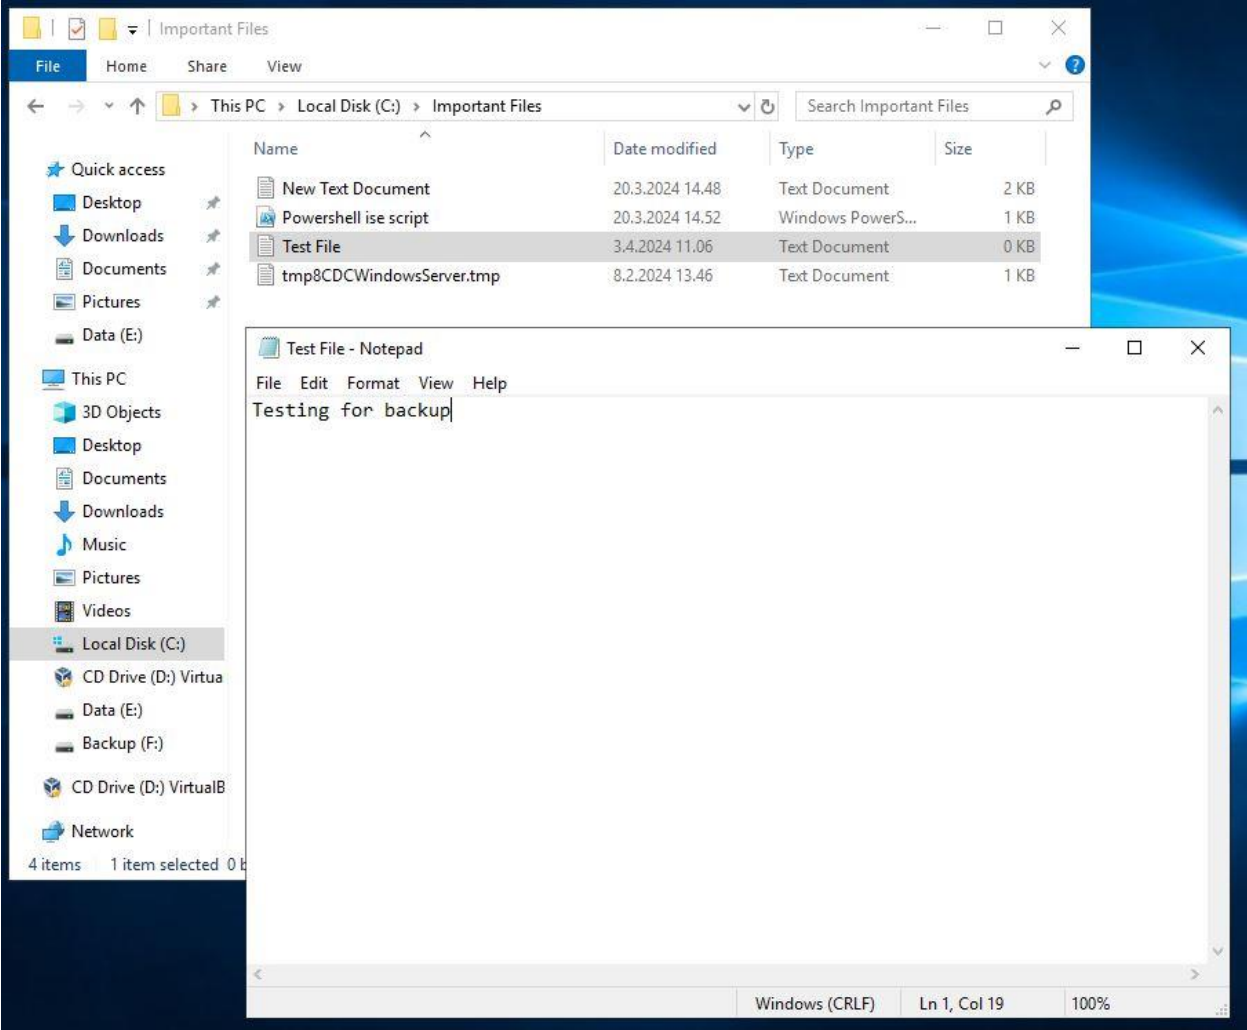 Important Files
File Home Share View
This PC Local Disk (C:) Important Files Search Important Files
Name Date modified Type Size
New Text Document 20.3.2024 14.48 Text Document 2 KB
Powershell ise script 20.3.2024 14.52 Windows PowerS... 1 KB
Test File 3.4.2024 11.06 Text Document 0 KB
tmp8CDCWindowsServer.tmp 8.2.2024 13.46 Text Document 1 KB
Quick access
Desktop
Downloads
Documents
Pictures
Data (E:)
This PC
3D Objects
Desktop
Documents
Downloads
Music
Pictures
Videos
Local Disk (C:)
CD Drive (D:) Virtua
Data (E:)
Backup (F:)
CD Drive (D:) VirtualB
Network
4 items 1 item selected 0 b
Test File - Notepad
File Edit Format View Help
Testing for backup
Windows (CRLF) Ln 1, Col 19 100%